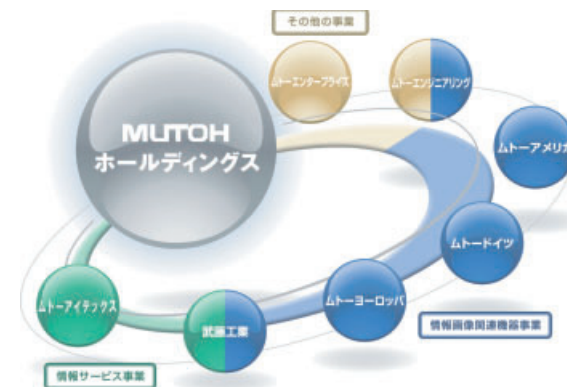 その他の事業
ムトーエンタープライズ
ムトーエンジニアリング
MUTOH
ホールディングス
ムトーアメリカ
ムトードイツ
ムトーアイテックス
武藤工業
ムトーヨーロッパ
情報画像関連機器事業
情報サービス事業